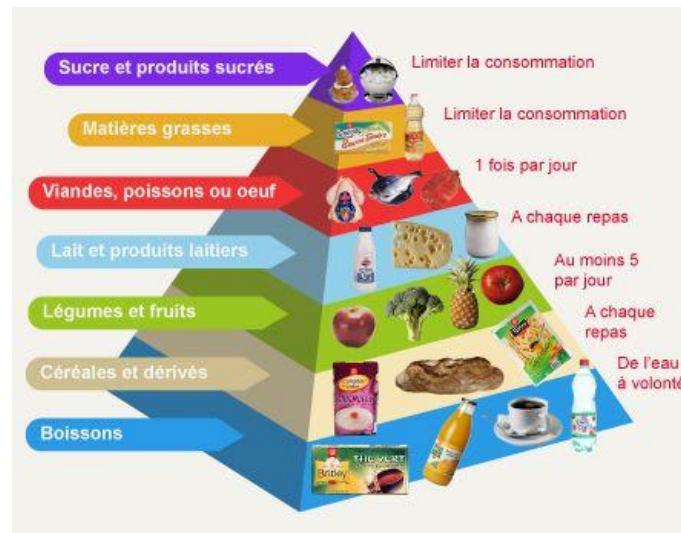 Sucre et produits sucrés
Limiter la consommation
Matières grasses
Limiter la consommation
Viandes, poissons ou oeuf
1 fois par jour
Lait et produits laitiers
A chaque repas
Légumes et fruits
Au moins 5
par jour
Céréales et dérivés
A chaque
repas
Boissons
De l'eau
à volonté
THE VERT
Britley